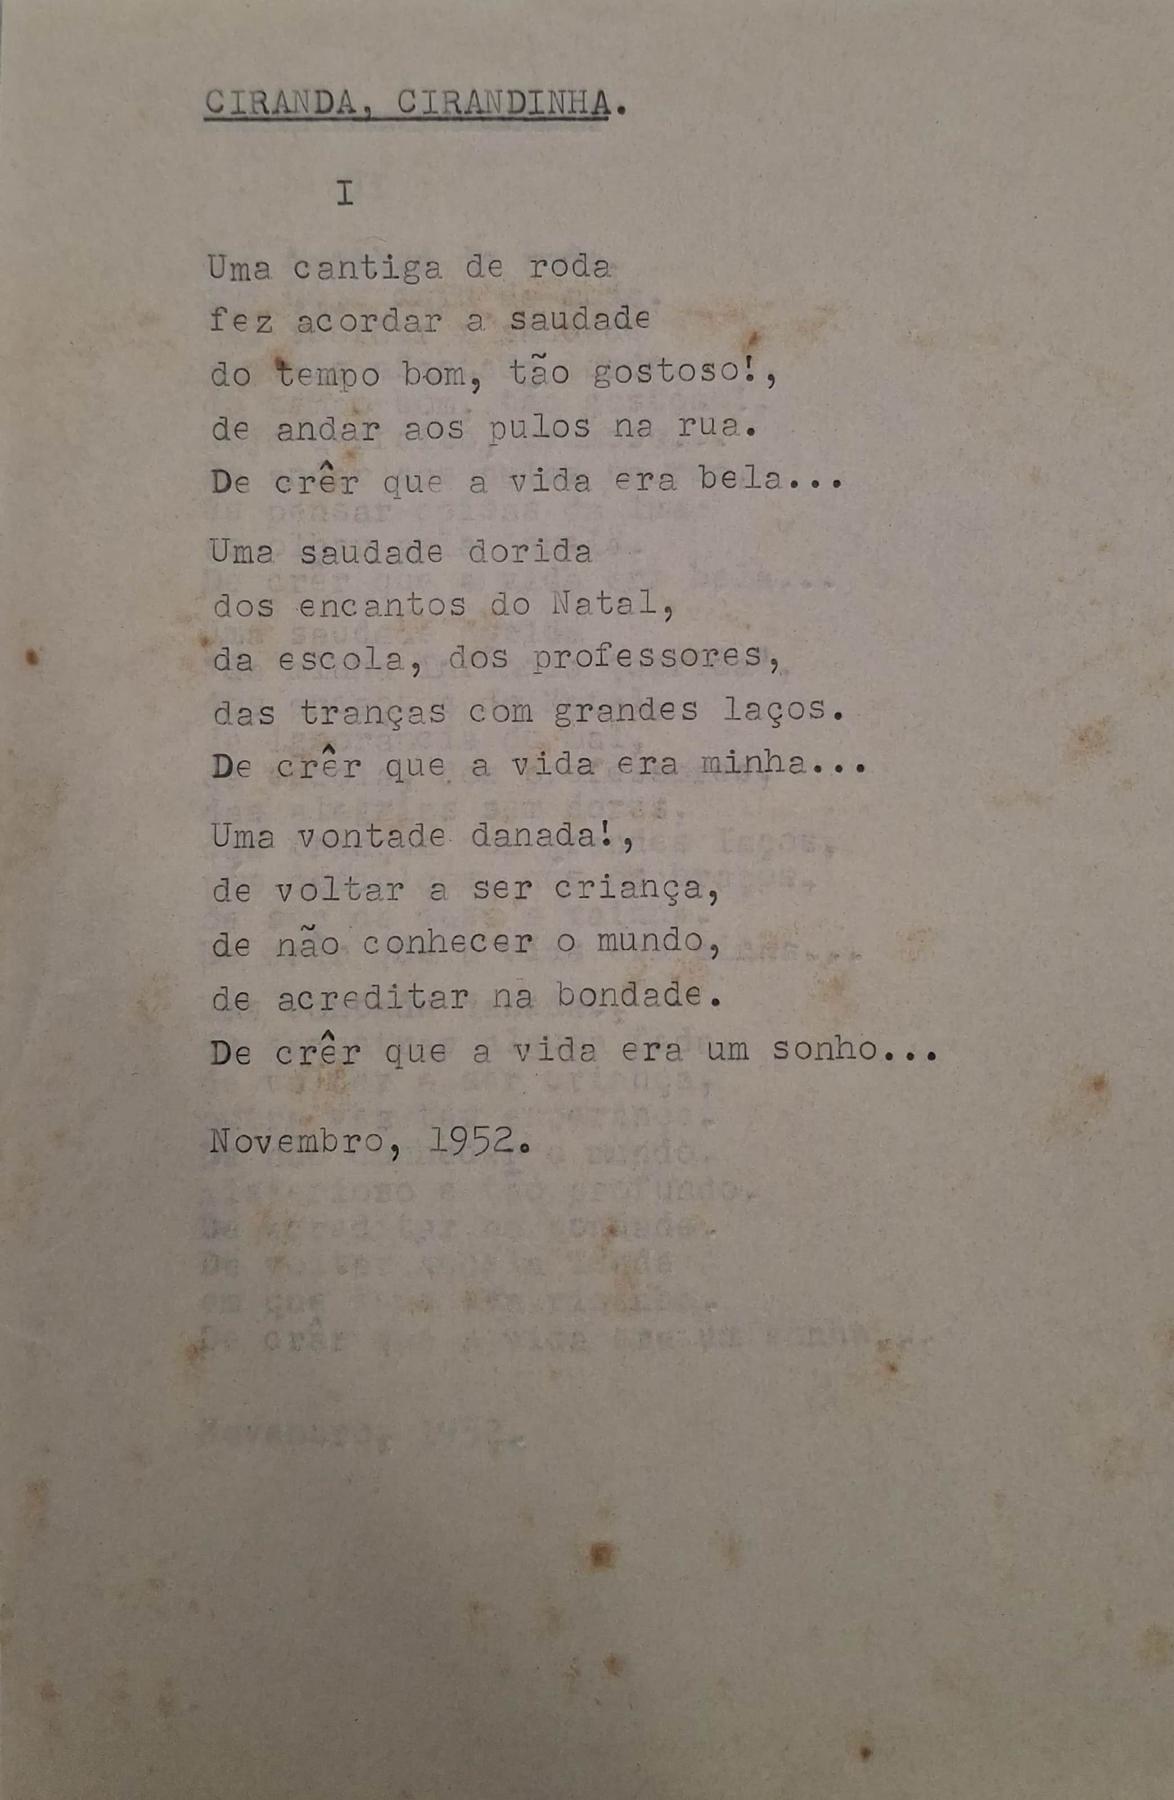 CIRANDA, CIRANDINHA.
I
Uma cantiga de roda
fez acordar a saudade
do tempo bom, tão gostoso!,
de andar aos pulos na rua.
De crêr que a vida era bela...
Uma saudade dorida
dos encantos do Natal,
da escola, dos professores,
das tranças com grandes laços.
De crêr que a vida era minha...
Uma vontade danada!,
de voltar a ser criança,
de não conhecer o mundo,
de acreditar na bondade.
De crêr que a vida era um sonho...
Novembro, 1952.